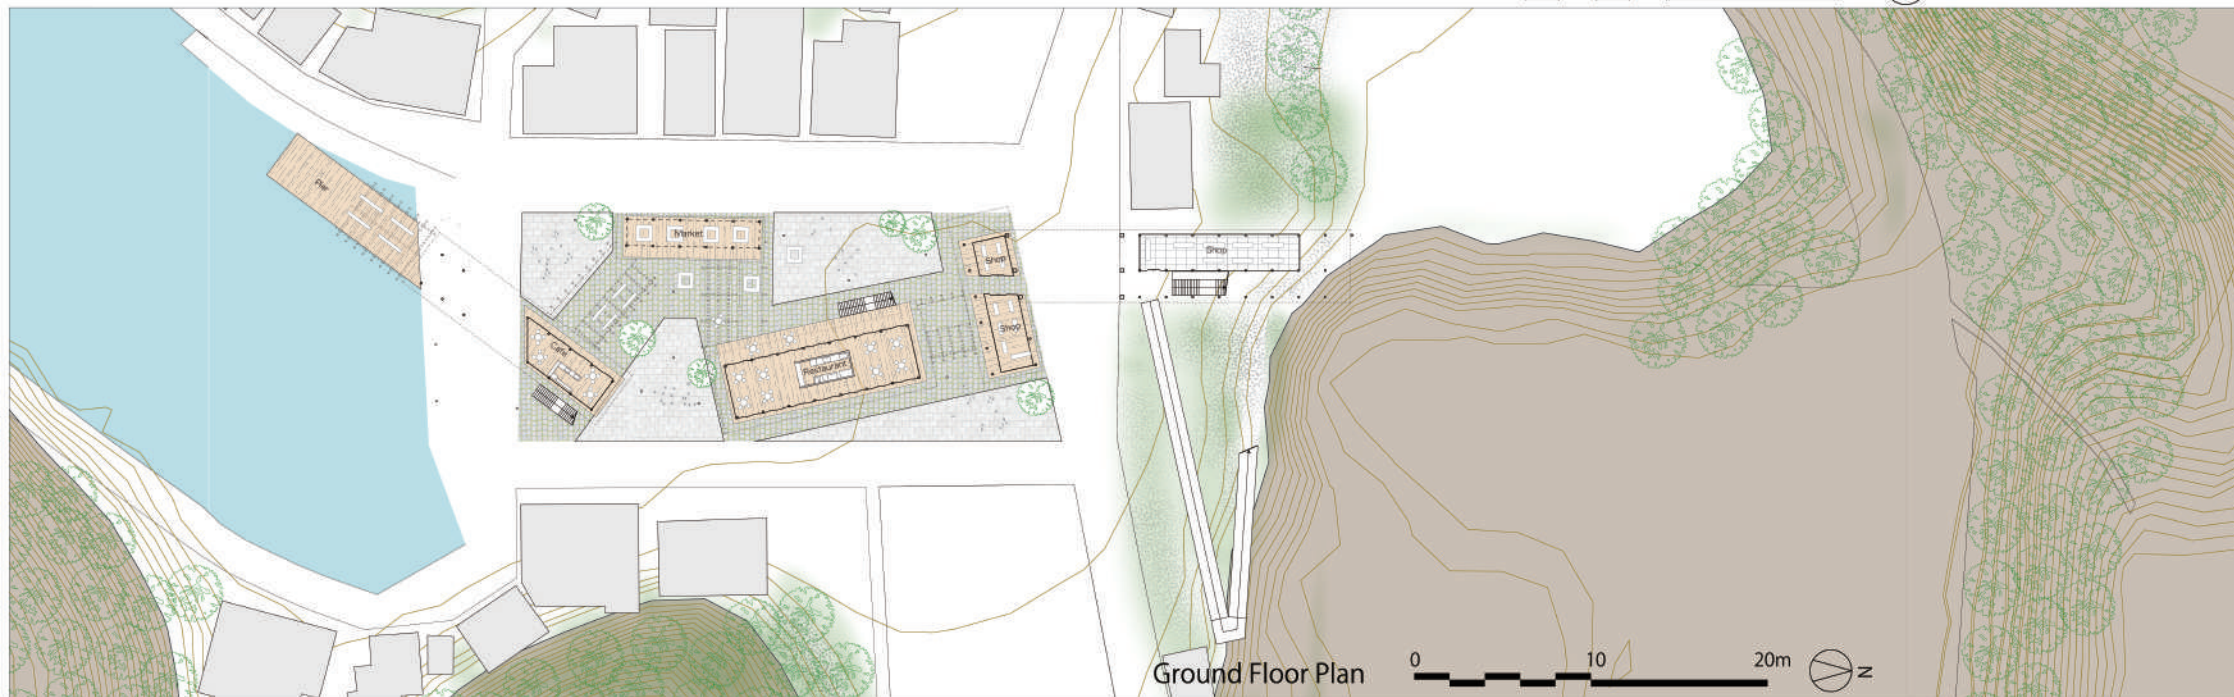 Pier
Market
Shop
Shop
Cafe
Shop
Restaurant
Ground Floor Plan
0 10 20m
N